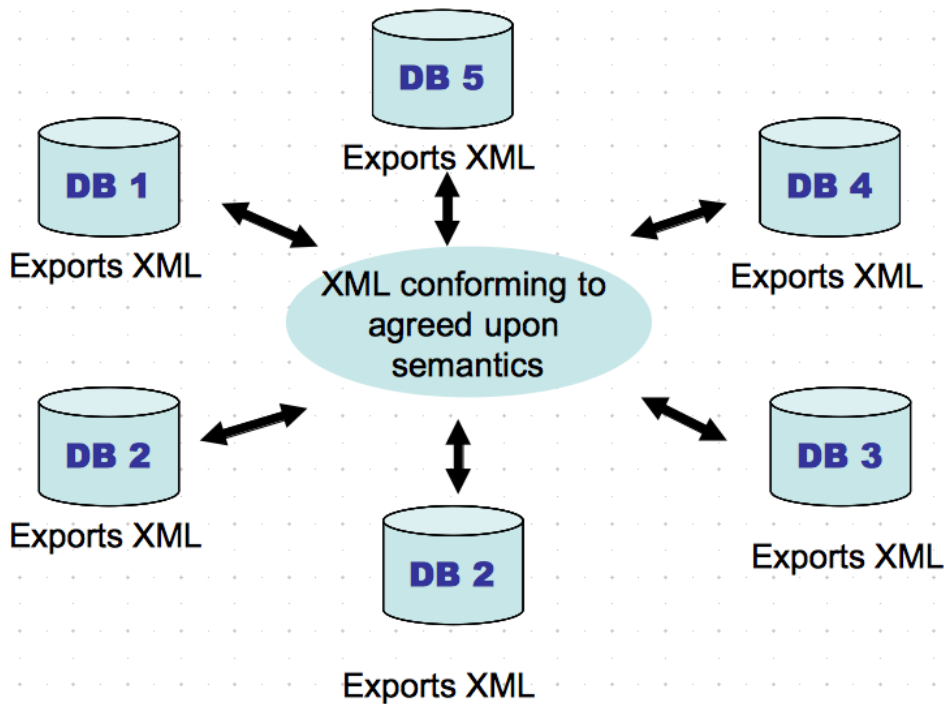 DB 5
Exports XML
DB 1
Exports XML
DB 4
Exports XML
XML conforming to
agreed upon
semantics
DB 2
Exports XML
DB 3
Exports XML
DB 2
Exports XML